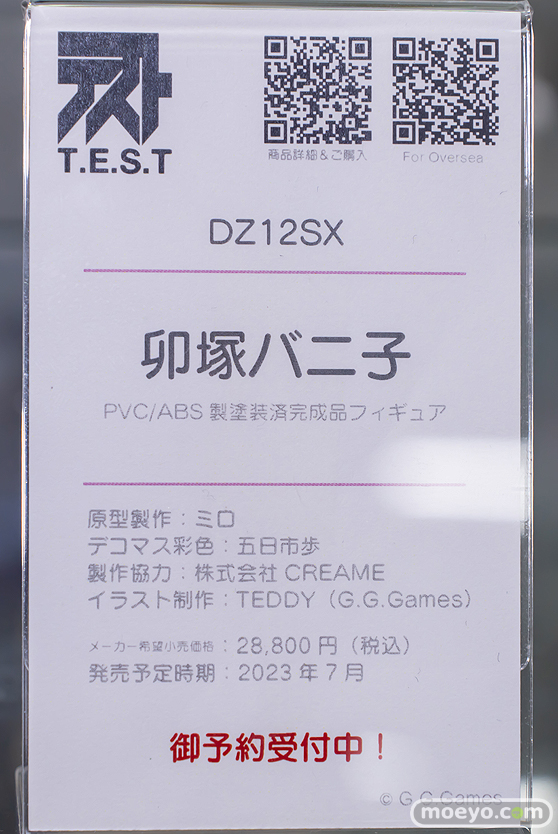 テスト
T.E.S.T
商品詳細&ご購入
For Oversea
DZ12SX
卯塚バニ子
PVC/ABS 製塗装済完成品フィギュア
原型製作：ミロ
デコマス彩色：五日市歩
製作協力：株式会社 CREAME
イラスト制作：TEDDY（G.G.Games）
メーカー希望小売価格：28,800 円（税込）
発売予定時期：2023 年 7 月
御予約受付中！
© G.G.Games
moeyo.com